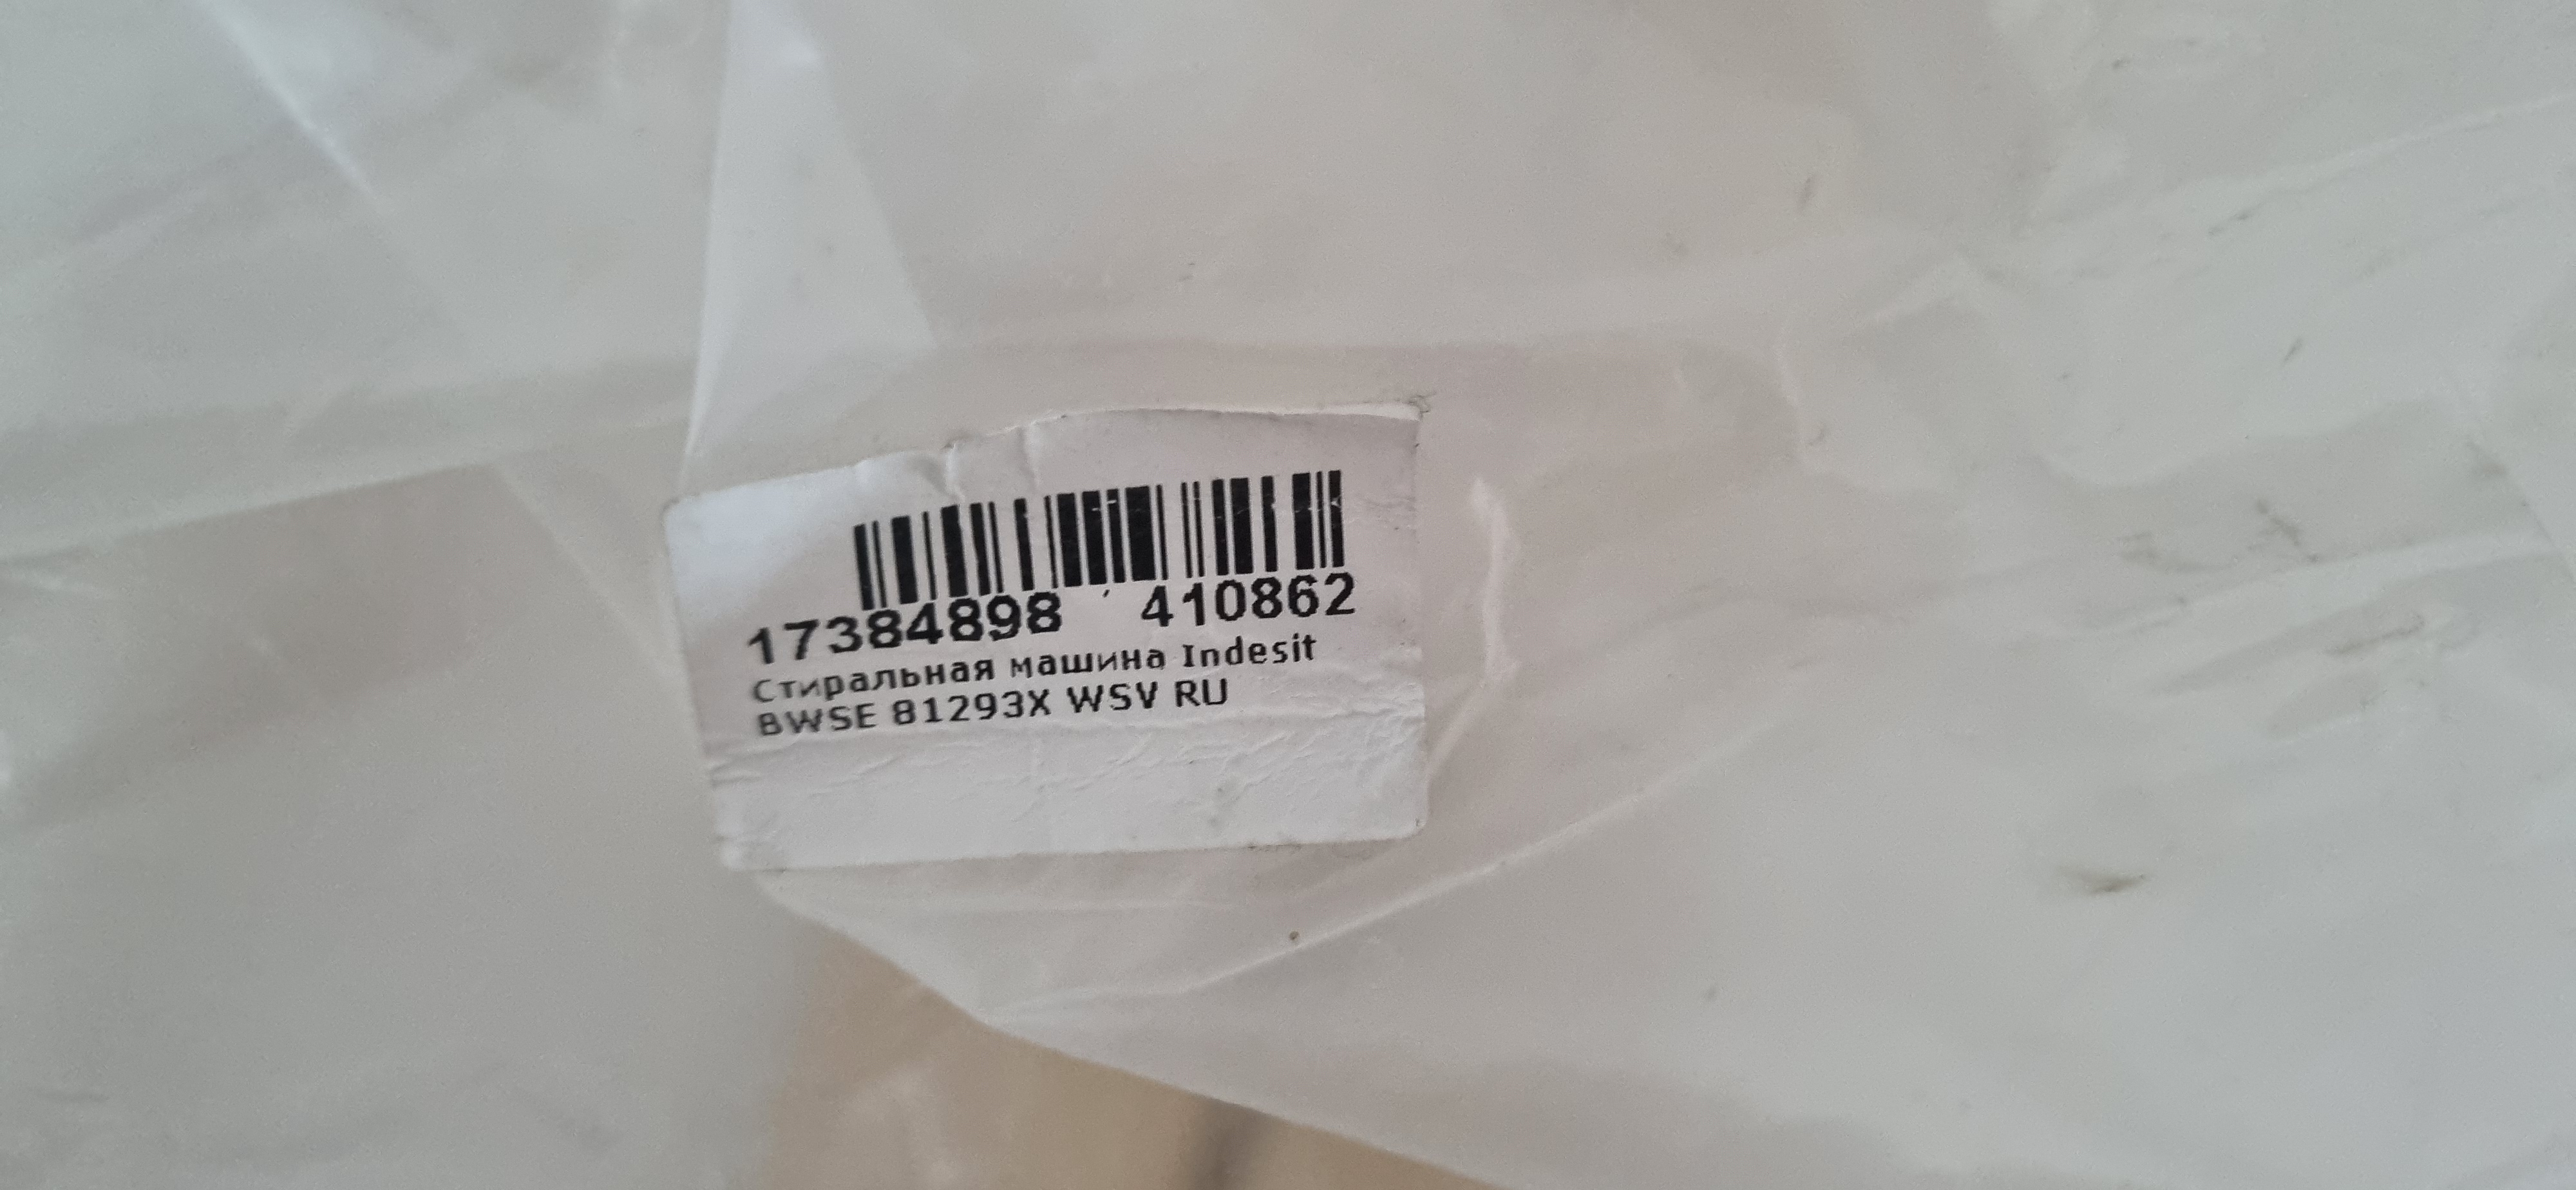 17384898 410862
Стиральная машина Indesit
BWSE 81293X WSV RU